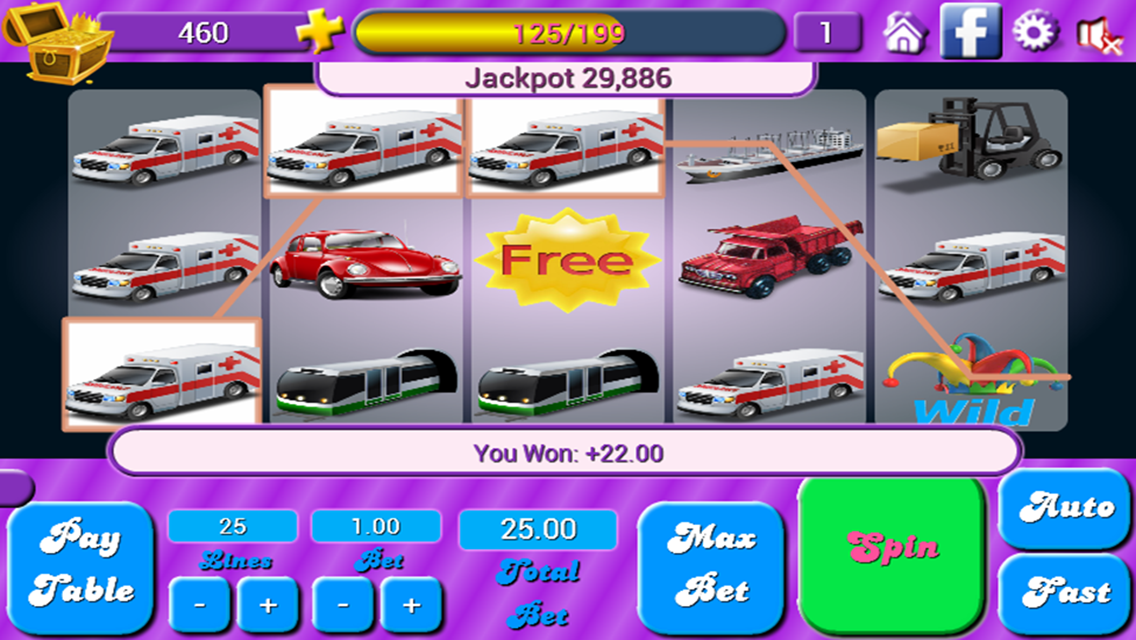 460
125/199
1
f
Jackpot 29,886
Free
Wild
You Won: +22.00
Pay
Table
25
Lines
- +
1.00
Bet
- +
25.00
Total
Bet
Max
Bet
Spin
Auto
Fast